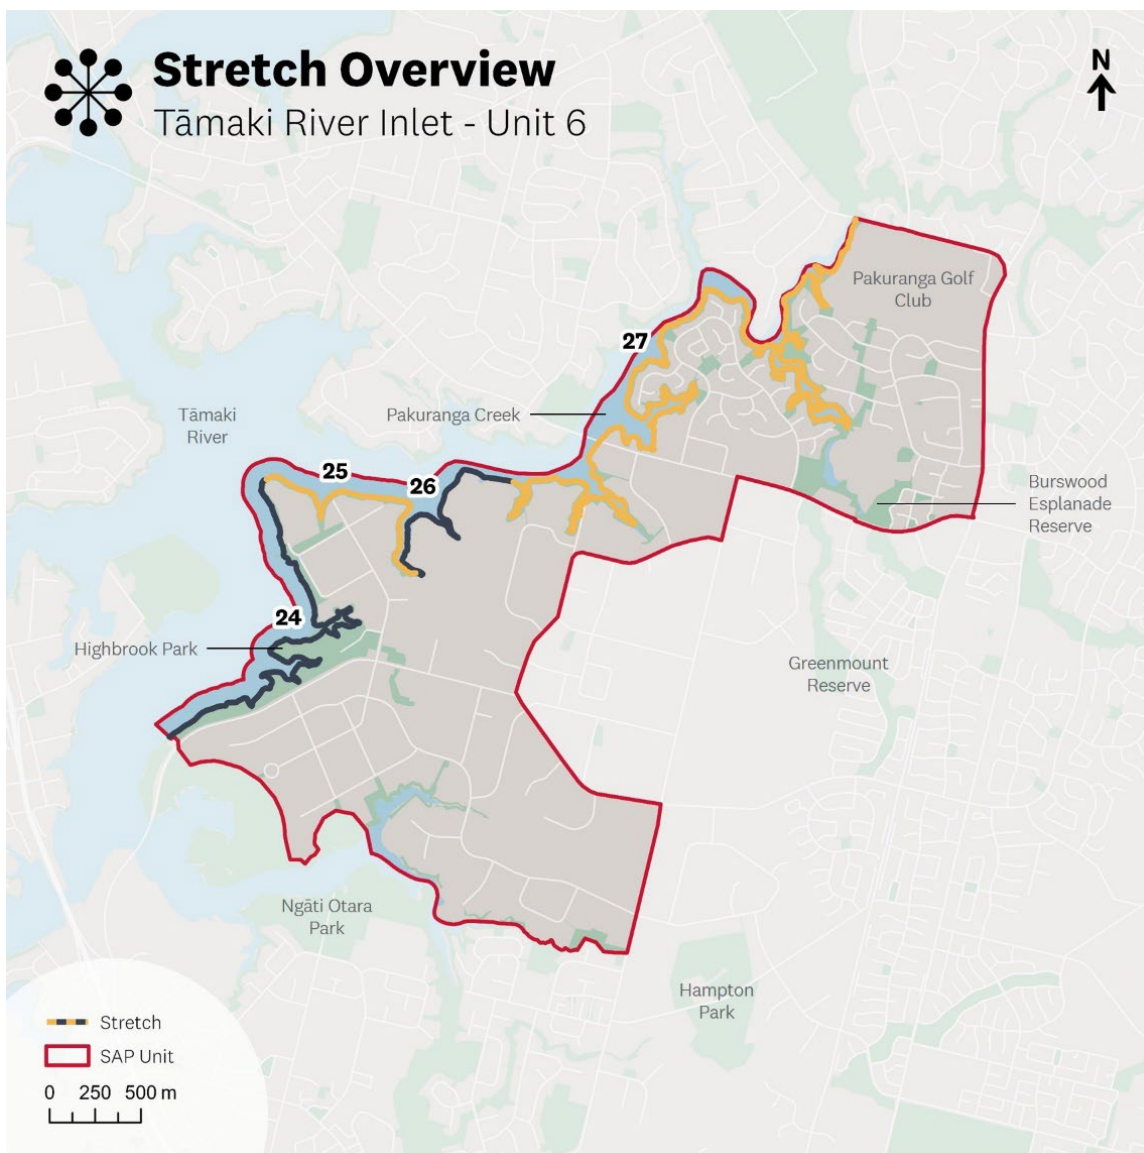 Stretch Overview
Tāmaki River Inlet - Unit 6
N
Pakuranga Golf
Club
27
Tāmaki
River
Pakuranga Creek
25
26
Burswood
Esplanade
Reserve
24
Highbrook Park
Greenmount
Reserve
Ngāti Otara
Park
Hampton
Park
Stretch
SAP Unit
0 250 500 m